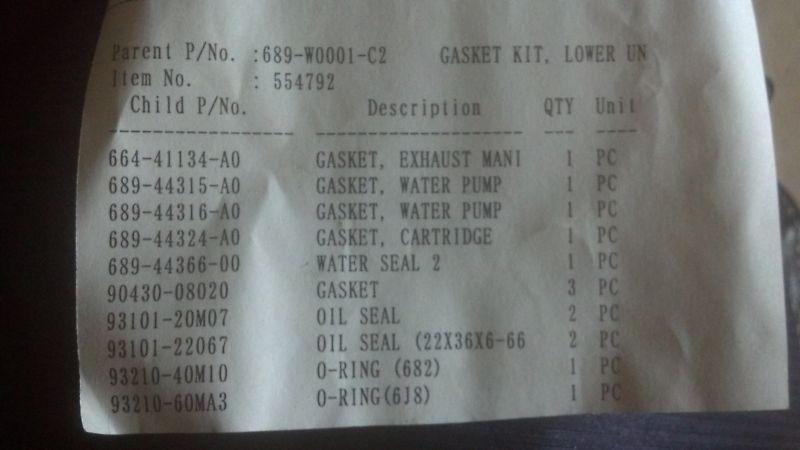 Parent P/No. :689-W0001-C2 GASKET KIT, LOWER UN
Item No. : 554792
Child P/No. Description QTY Unit
664-41134-A0 GASKET, EXHAUST MANI 1 PC
689-44315-A0 GASKET, WATER PUMP 1 PC
689-44316-A0 GASKET, WATER PUMP 1 PC
689-44324-A0 GASKET, CARTRIDGE 1 PC
689-44366-00 WATER SEAL 2 1 PC
90430-08020 GASKET 3 PC
93101-20M07 OIL SEAL 2 PC
93101-22067 OIL SEAL (22X36X6-66 2 PC
93210-40M10 O-RING (682) 1 PC
93210-60MA3 O-RING(6J8) 1 PC